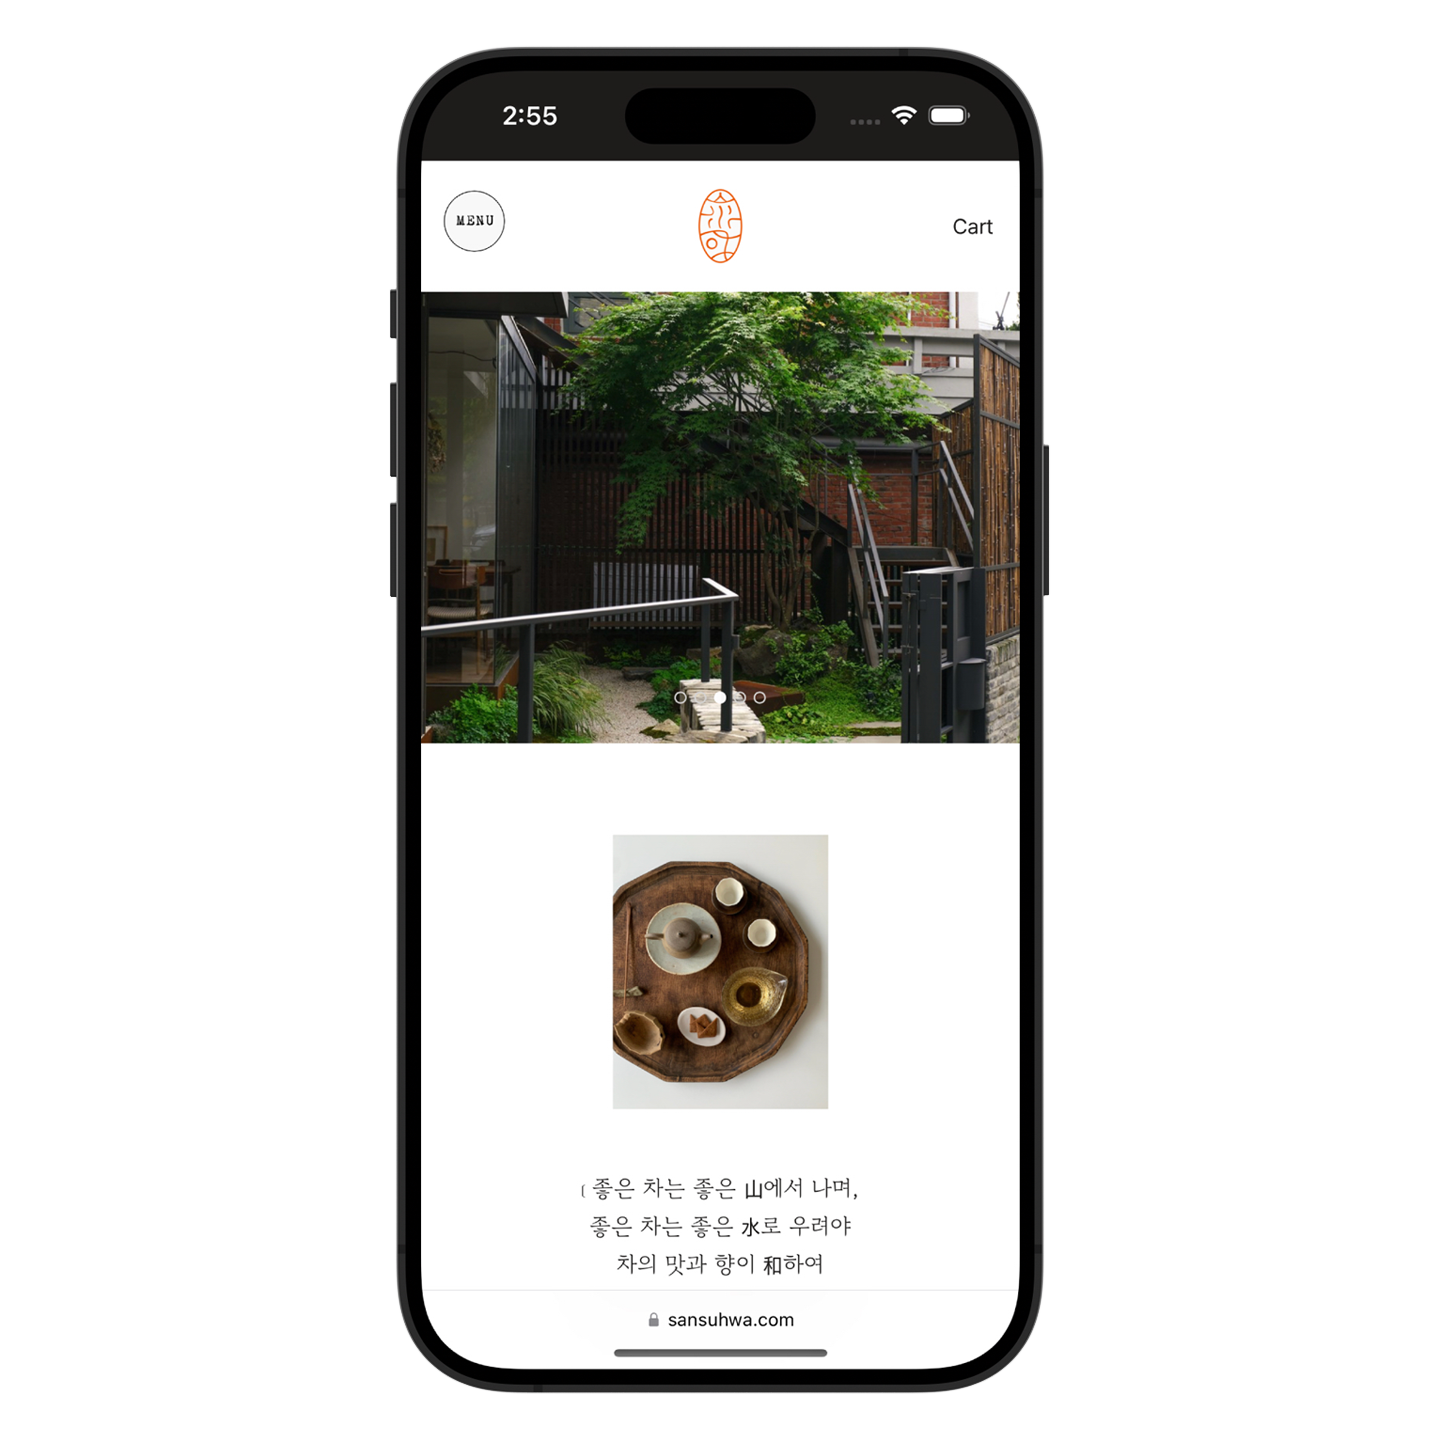 2:55
MENU
Cart
( 좋은 차는 좋은 山에서 나며,
좋은 차는 좋은 水로 우려야
차의 맛과 향이 和하여
sansuhwa.com